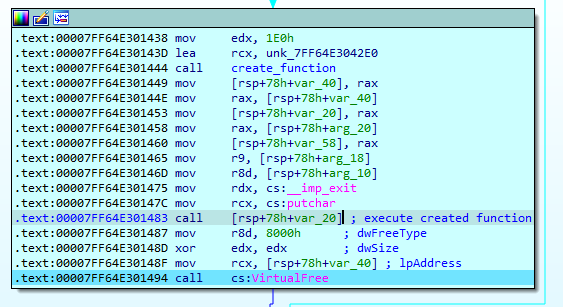 .text:00007FF64E301438 mov edx, 1E0h
.text:00007FF64E30143D lea rcx, unk_7FF64E3042E0
.text:00007FF64E301444 call create_function
.text:00007FF64E301449 mov [rsp+78h+var_40], rax
.text:00007FF64E30144E mov rax, [rsp+78h+var_40]
.text:00007FF64E301453 mov [rsp+78h+var_20], rax
.text:00007FF64E301458 mov rax, [rsp+78h+arg_20]
.text:00007FF64E301460 mov [rsp+78h+var_58], rax
.text:00007FF64E301465 mov r9, [rsp+78h+arg_18]
.text:00007FF64E30146D mov r8d, [rsp+78h+arg_10]
.text:00007FF64E301475 mov rdx, cs:__imp_exit
.text:00007FF64E30147C mov rcx, cs:putchar
.text:00007FF64E301483 call [rsp+78h+var_20] ; execute created function
.text:00007FF64E301487 mov r8d, 8000h ; dwFreeType
.text:00007FF64E30148D xor edx, edx ; dwSize
.text:00007FF64E30148F mov rcx, [rsp+78h+var_40] ; lpAddress
.text:00007FF64E301494 call cs:VirtualFree